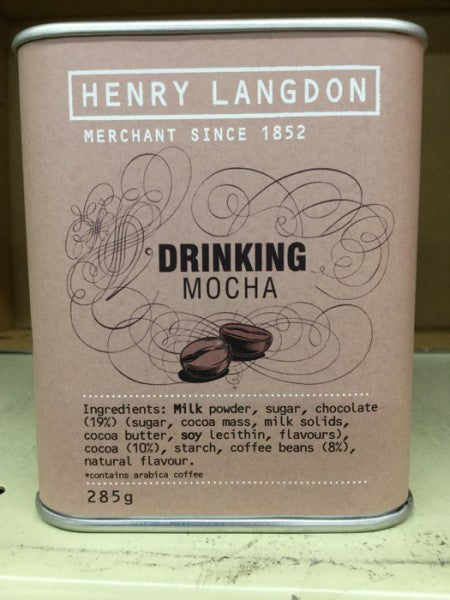 HENRY LANGDON
MERCHANT SINCE 1852
DRINKING
MOCHA
Ingredients: Milk powder, sugar, chocolate
(19%) (sugar, cocoa mass, milk solids,
cocoa butter, soy lecithin, flavours),
cocoa (10%), starch, coffee beans (8%),
natural flavour.
*contains arabica coffee
285g